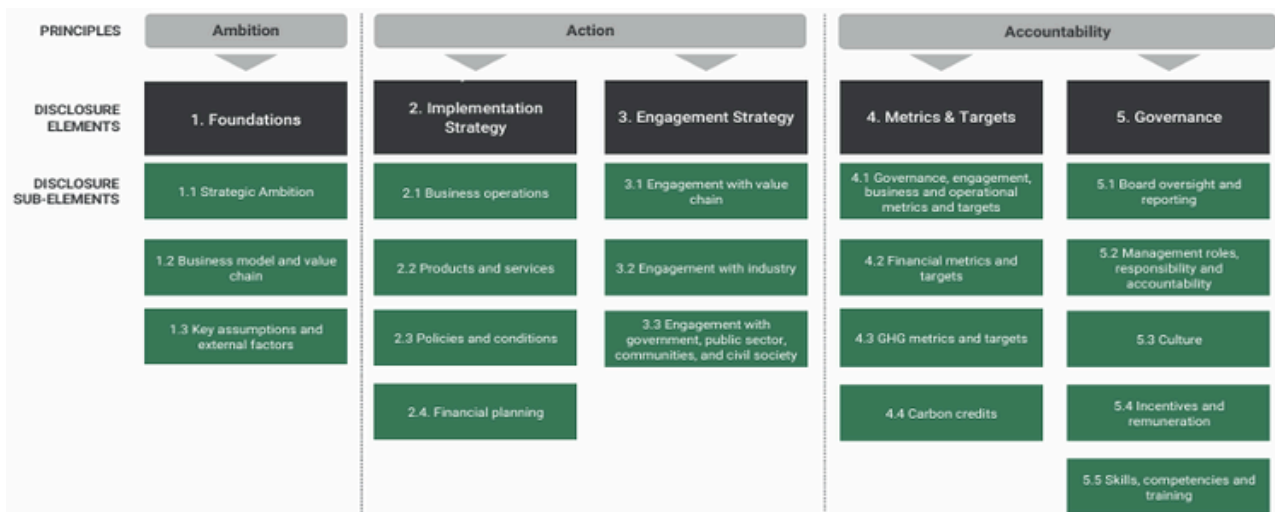 PRINCIPLES
Ambition
Action
Accountability
DISCLOSURE
ELEMENTS
1. Foundations
2. Implementation
Strategy
3. Engagement Strategy
4. Metrics & Targets
5. Governance
DISCLOSURE
SUB-ELEMENTS
1.1 Strategic Ambition
2.1 Business operations
3.1 Engagement with value
chain
4.1 Governance, engagement,
business and operational
metrics and targets
5.1 Board oversight and
reporting
1.2 Business model and value
chain
2.2 Products and services
3.2 Engagement with industry
4.2 Financial metrics and
targets
5.2 Management roles,
responsibility and
accountability
1.3 Key assumptions and
external factors
2.3 Policies and conditions
3.3 Engagement with
government, public sector,
communities, and civil society
4.3 GHG metrics and targets
5.3 Culture
2.4. Financial planning
4.4 Carbon credits
5.4 Incentives and
remuneration
5.5 Skills, competencies and
training